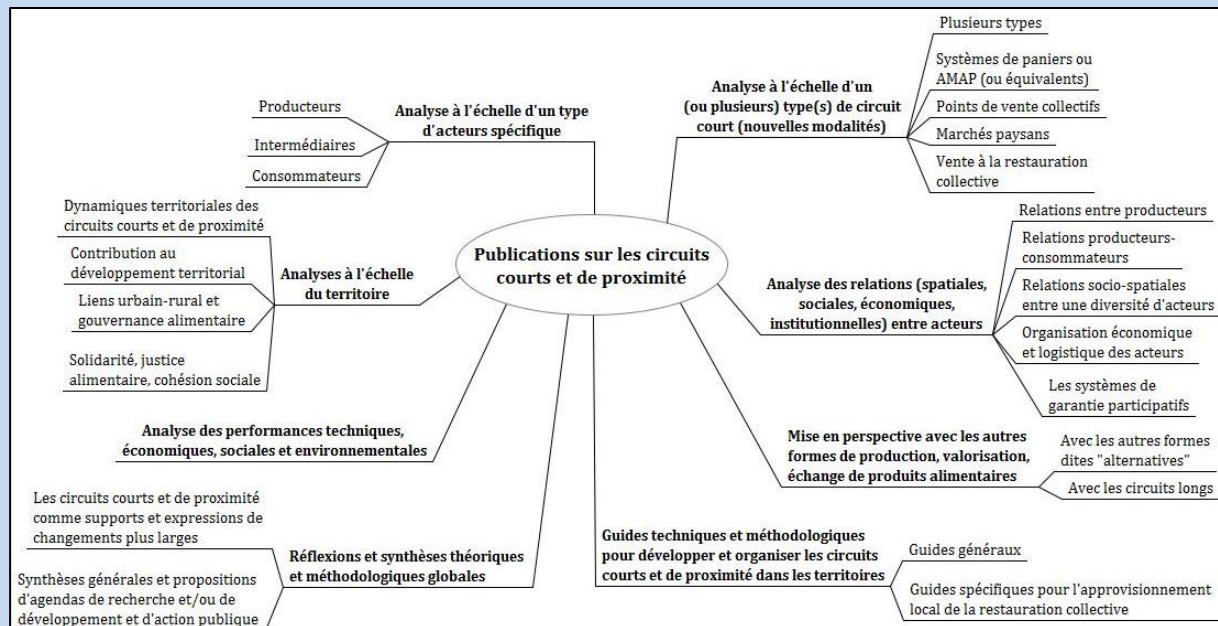 Publications sur les circuits
courts et de proximité
Analyse à l'échelle d'un type
d'acteurs spécifique
Producteurs
Intermédiaires
Consommateurs
Analyses à l'échelle
du territoire
Dynamiques territoriales des
circuits courts et de proximité
Contribution au
développement territorial
Liens urbain-rural et
gouvernance alimentaire
Solidarité, justice
alimentaire, cohésion sociale
Analyse des performances techniques,
économiques, sociales et environnementales
Réflexions et synthèses théoriques
et méthodologiques globales
Les circuits courts et de proximité
comme supports et expressions de
changements plus larges
Synthèses générales et propositions
d'agendas de recherche et/ou de
développement et d'action publique
Analyse à l'échelle d'un
(ou plusieurs) type(s) de circuit
court (nouvelles modalités)
Plusieurs types
Systèmes de paniers ou
AMAP (ou équivalents)
Points de vente collectifs
Marchés paysans
Vente à la restauration
collective
Analyse des relations (spatiales,
sociales, économiques,
institutionnelles) entre acteurs
Relations entre producteurs
Relations producteurs-
consommateurs
Relations socio-spatiales
entre une diversité d'acteurs
Organisation économique
et logistique des acteurs
Les systèmes de
garantie participatifs
Mise en perspective avec les autres
formes de production, valorisation,
échange de produits alimentaires
Avec les autres formes
dites "alternatives"
Avec les circuits longs
Guides techniques et méthodologiques
pour développer et organiser les circuits
courts et de proximité dans les territoires
Guides généraux
Guides spécifiques pour l'approvisionnement
local de la restauration collective